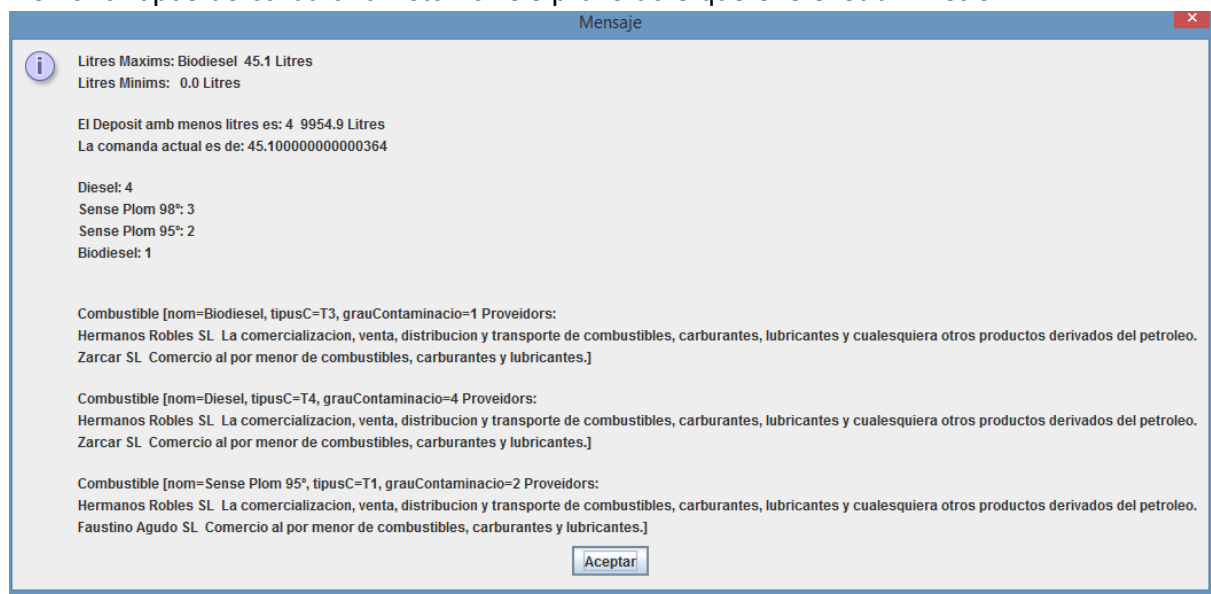 Mensaje
Litres Maxims: Biodiesel 45.1 Litres
Litres Minims: 0.0 Litres
El Deposit amb menos litres es: 4 9954.9 Litres
La comanda actual es de: 45.100000000000364
Diesel: 4
Sense Plom 98º: 3
Sense Plom 95º: 2
Biodiesel: 1
Combustible [nom=Biodiesel, tipusC=T3, grauContaminacio=1 Proveidors:
Hermanos Robles SL La comercializacion, venta, distribucion y transporte de combustibles, carburantes, lubricantes y cualesquiera otros productos derivados del petroleo.
Zarcar SL Comercio al por menor de combustibles, carburantes y lubricantes.]
Combustible [nom=Diesel, tipusC=T4, grauContaminacio=4 Proveidors:
Hermanos Robles SL La comercializacion, venta, distribucion y transporte de combustibles, carburantes, lubricantes y cualesquiera otros productos derivados del petroleo.
Zarcar SL Comercio al por menor de combustibles, carburantes y lubricantes.]
Combustible [nom=Sense Plom 95º, tipusC=T1, grauContaminacio=2 Proveidors:
Hermanos Robles SL La comercializacion, venta, distribucion y transporte de combustibles, carburantes, lubricantes y cualesquiera otros productos derivados del petroleo.
Faustino Agudo SL Comercio al por menor de combustibles, carburantes y lubricantes.]
Aceptar